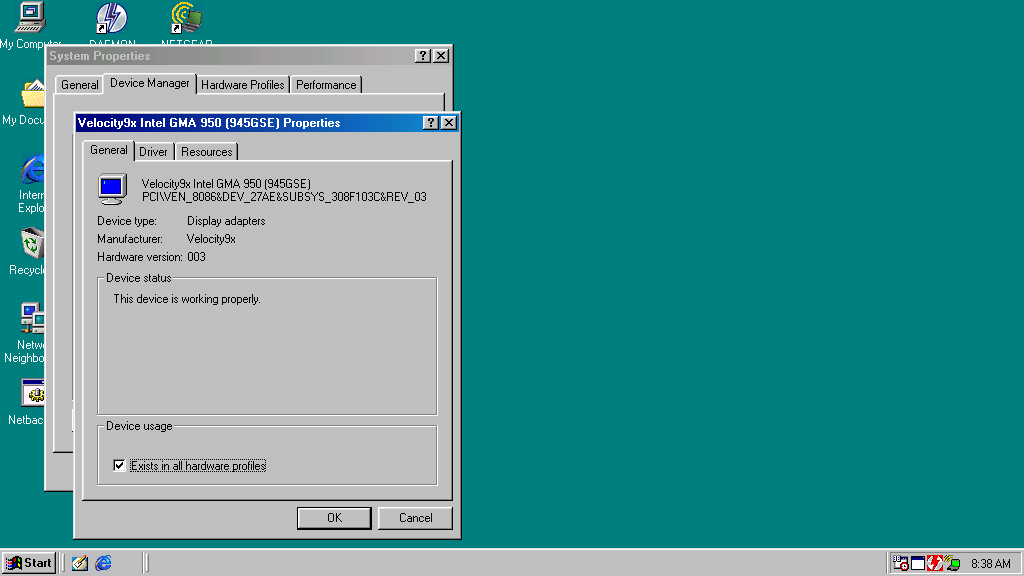 My Computer
DAEMON
NETGEAR
System Properties
General
Device Manager
Hardware Profiles
Performance
My Docu
Velocity9x Intel GMA 950 (945GSE) Properties
General
Driver
Resources
Velocity9x Intel GMA 950 (945GSE)
PCI\VEN_8086&DEV_27AE&SUBSYS_308F103C&REV_03
Intern
Explo
Device type: Display adapters
Manufacturer: Velocity9x
Hardware version: 003
Recycle
Device status
This device is working properly.
Netwo
Neighbo
Netbac
Device usage
Exists in all hardware profiles
OK
Cancel
Start
8:38 AM